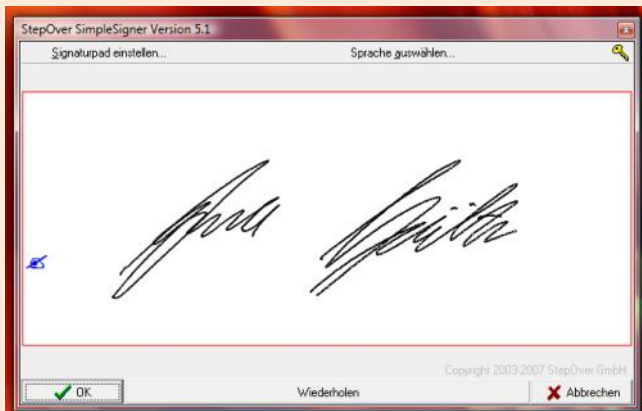 StepOver SimpleSigner Version 5.1
Signaturpad einstellen... Sprache auswählen...
Copyright 2003-2007 StepOver GmbH
OK Wiederholen Abbrechen